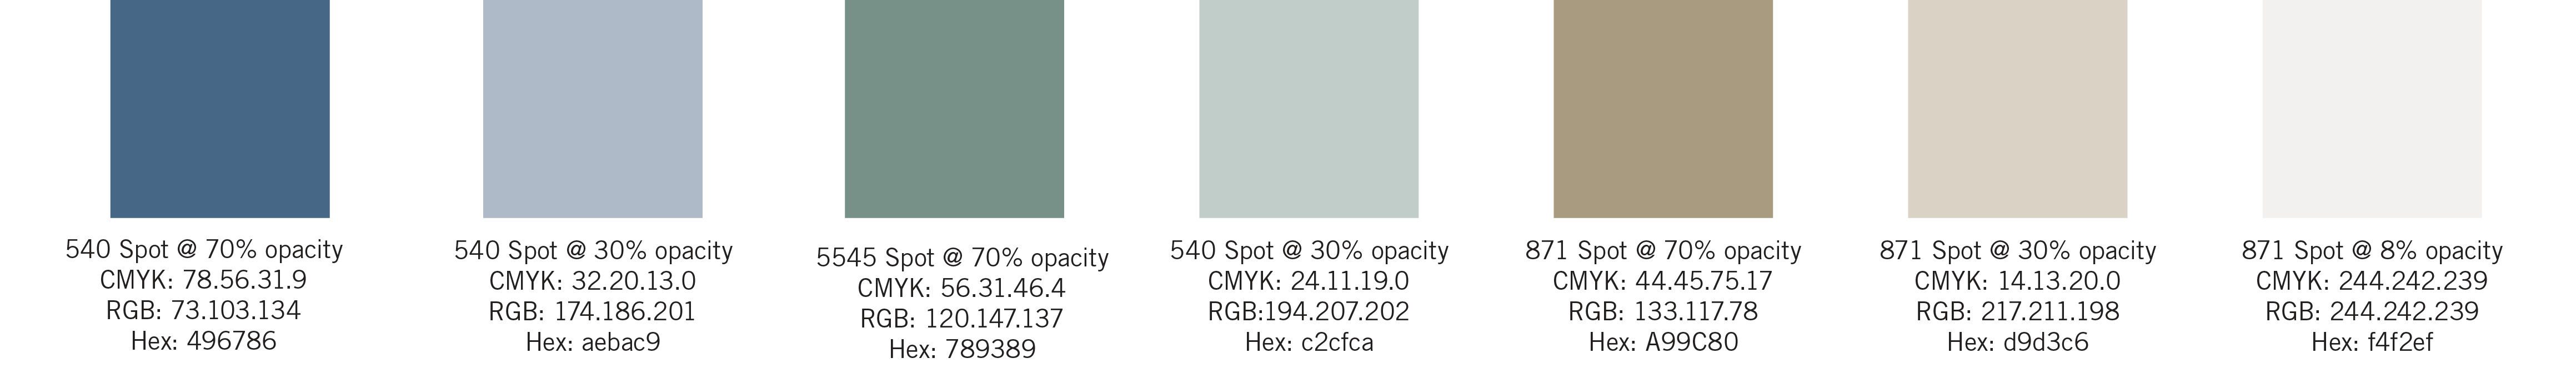 540 Spot @ 70% opacity
CMYK: 78.56.31.9
RGB: 73.103.134
Hex: 496786
540 Spot @ 30% opacity
CMYK: 32.20.13.0
RGB: 174.186.201
Hex: aebac9
5545 Spot @ 70% opacity
CMYK: 56.31.46.4
RGB: 120.147.137
Hex: 789389
540 Spot @ 30% opacity
CMYK: 24.11.19.0
RGB:194.207.202
Hex: c2cfca
871 Spot @ 70% opacity
CMYK: 44.45.75.17
RGB: 133.117.78
Hex: A99C80
871 Spot @ 30% opacity
CMYK: 14.13.20.0
RGB: 217.211.198
Hex: d9d3c6
871 Spot @ 8% opacity
CMYK: 244.242.239
RGB: 244.242.239
Hex: f4f2ef